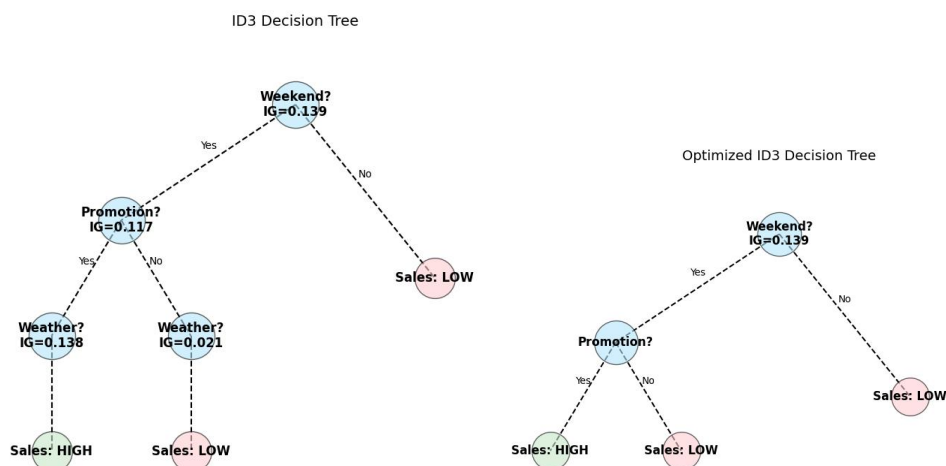 ID3 Decision Tree
Weekend?
IG=0.139
Yes
No
Promotion?
IG=0.117
Yes
No
Sales: LOW
Weather?
IG=0.138
Weather?
IG=0.021
Sales: HIGH
Sales: LOW
Optimized ID3 Decision Tree
Weekend?
IG=0.139
Yes
No
Promotion?
Yes
No
Sales: LOW
Sales: HIGH
Sales: LOW